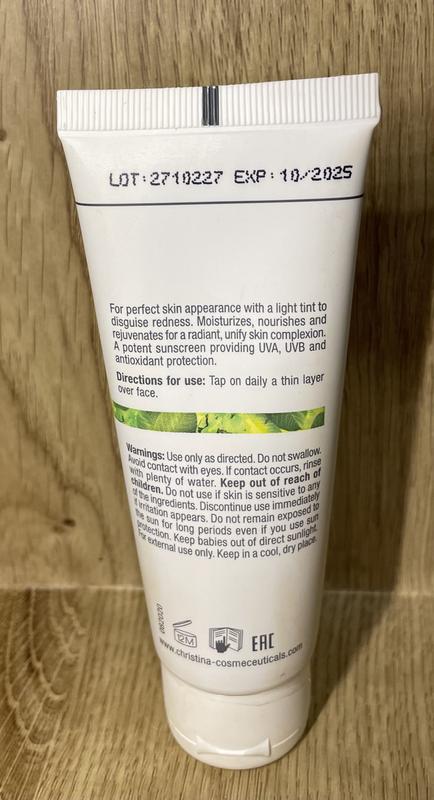 LOT:2710227 EXP:10/2025
For perfect skin appearance with a light tint to
disguise redness. Moisturizes, nourishes and
rejuvenates for a radiant, unify skin complexion.
A potent sunscreen providing UVA, UVB and
antioxidant protection.
Directions for use: Tap on daily a thin layer
over face.
Warnings: Use only as directed. Do not swallow.
Avoid contact with eyes. If contact occurs, rinse
with plenty of water. Keep out of reach of
children. Do not use if skin is sensitive to any
of the ingredients. Discontinue use immediately
if irritation appears. Do not remain exposed to
the sun for long periods even if you use sun
protection. Keep babies out of direct sunlight.
For external use only. Keep in a cool, dry place.
082020
12M
EAC
www.christina-cosmeceuticals.com